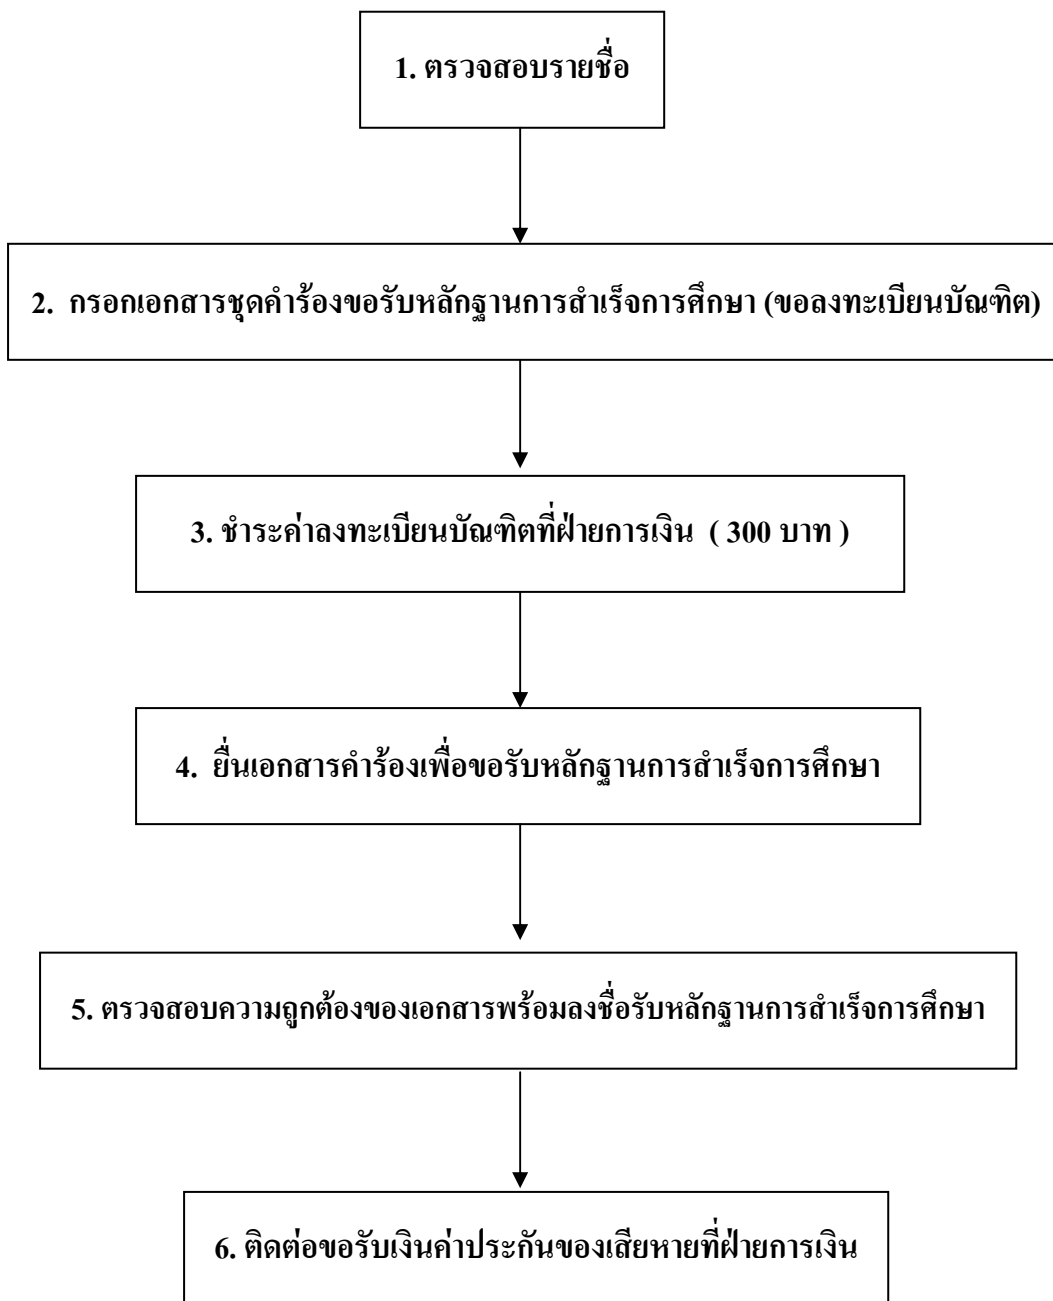 1. ตรวจสอบรายชื่อ
2. กรอกเอกสารชุดคำร้องขอรับหลักฐานการสำเร็จการศึกษา (ขอลงทะเบียนบัณฑิต)
3. ชำระค่าลงทะเบียนบัณฑิตที่ฝ่ายการเงิน ( 300 บาท )
4. ยื่นเอกสารคำร้องเพื่อขอรับหลักฐานการสำเร็จการศึกษา
5. ตรวจสอบความถูกต้องของเอกสารพร้อมลงชื่อรับหลักฐานการสำเร็จการศึกษา
6. ติดต่อขอรับเงินค่าประกันของเสียหายที่ฝ่ายการเงิน